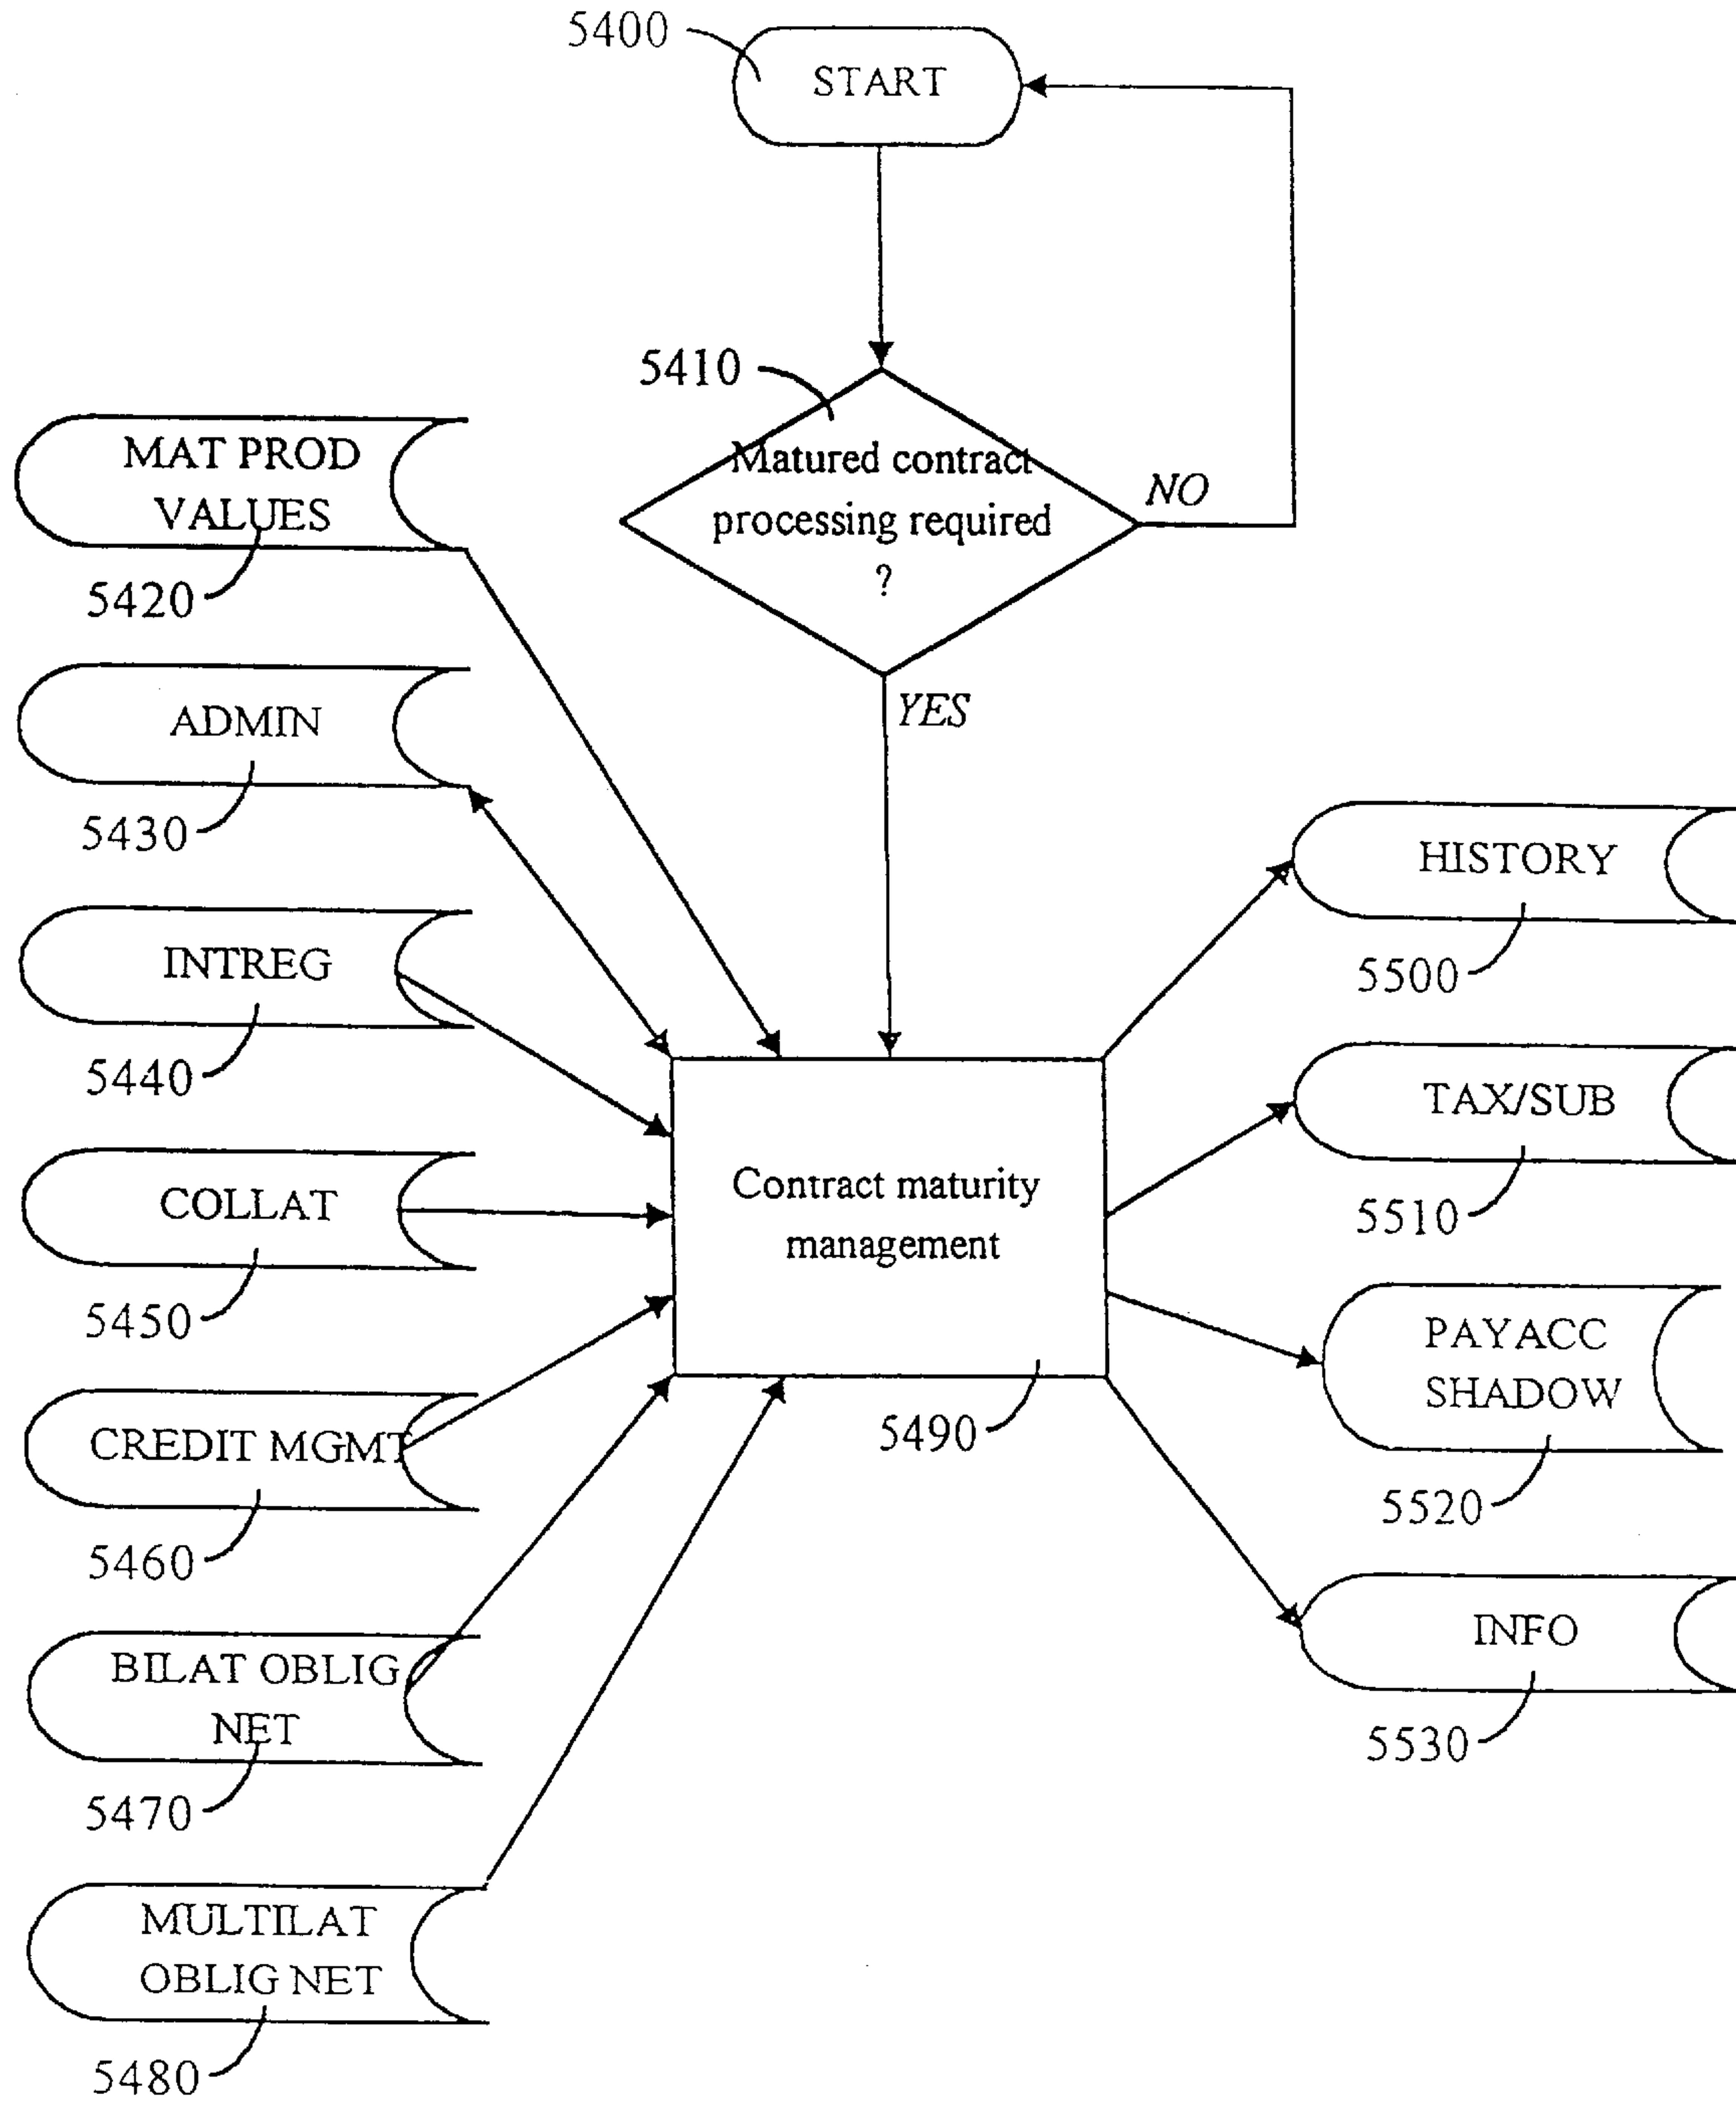 5400
START
5410
Matured contract
processing required
?
NO
YES
MAT PROD
VALUES
5420
ADMIN
5430
INTREG
5440
COLLAT
5450
CREDIT MGMT
5460
BILAT OBLIG
NET
5470
MULTILAT
OBLIG NET
5480
Contract maturity
management
5490
HISTORY
5500
TAX/SUB
5510
PAYACC
SHADOW
5520
INFO
5530